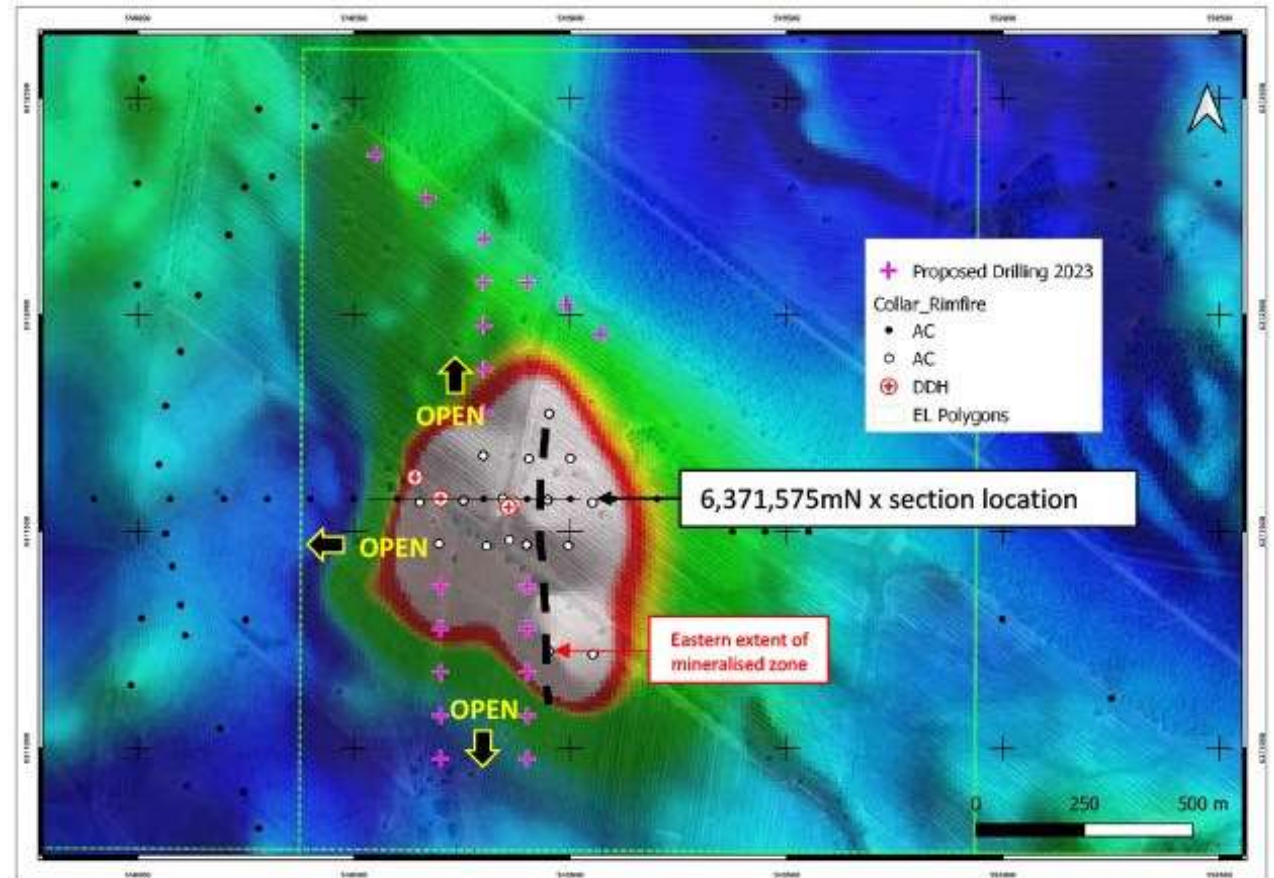 Proposed Drilling 2023
Collar_Rimfire
AC
AC
DDH
EL Polygons
OPEN
6,371,575mN x section location
OPEN
Eastern extent of
mineralised zone
OPEN
0 250 500 m